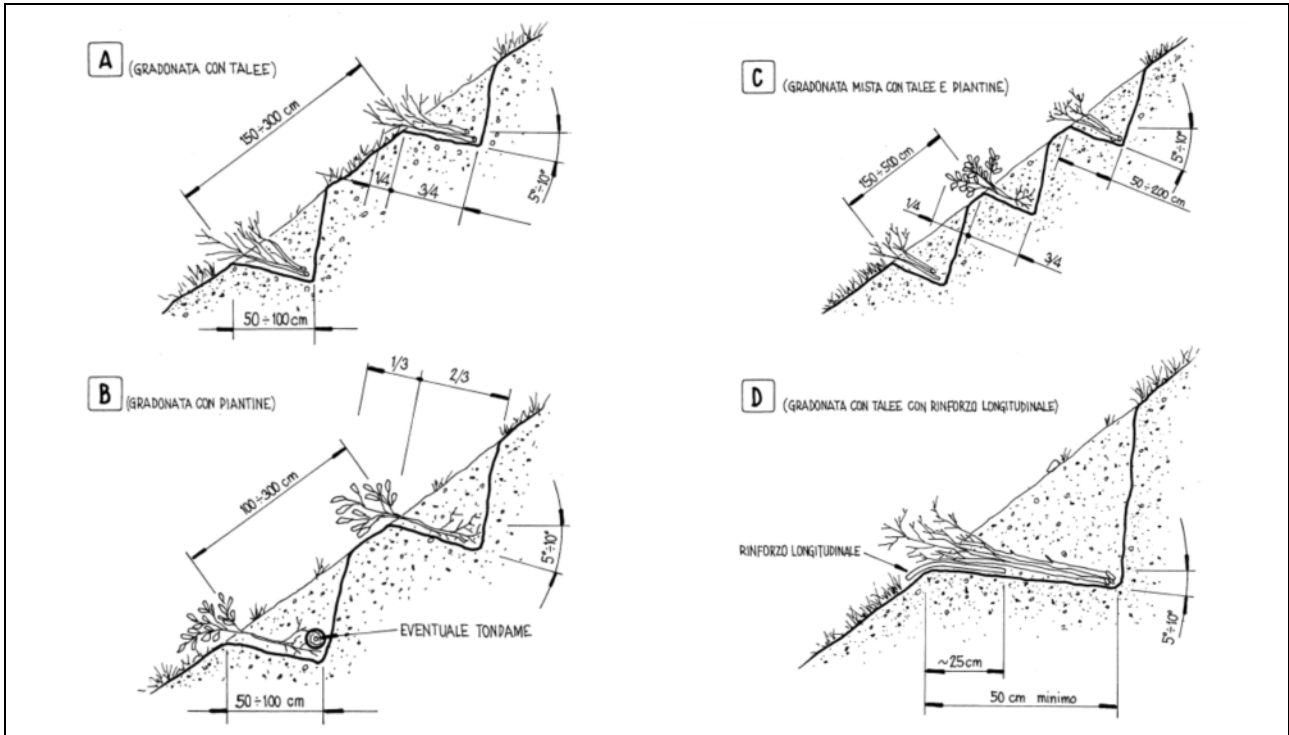 A (GRADONATA CON TALEE)
150÷300 cm
1/4
3/4
5°÷10°
50÷100 cm
B (GRADONATA CON PIANTINE)
1/3
2/3
100÷300 cm
5°÷10°
EVENTUALE TONDAME
50÷100 cm
C (GRADONATA MISTA CON TALEE E PIANTINE)
150÷500 cm
1/4
3/4
5°÷10°
50÷200 cm
D (GRADONATA CON TALEE CON RINFORZO LONGITUDINALE)
RINFORZO LONGITUDINALE
5°÷10°
~25cm
50 cm minimo